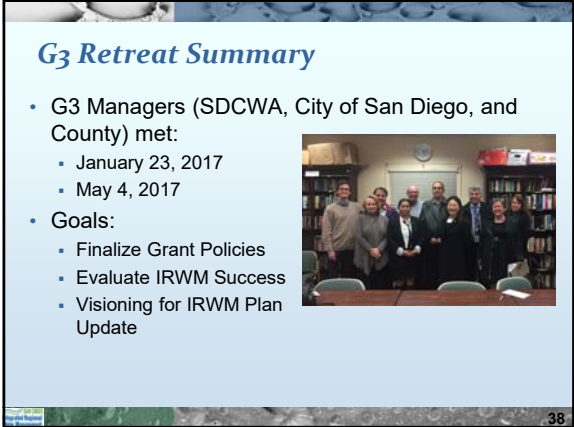 G3 Retreat Summary
• G3 Managers (SDCWA, City of San Diego, and
County) met:
▪ January 23, 2017
▪ May 4, 2017
• Goals:
▪ Finalize Grant Policies
▪ Evaluate IRWM Success
▪ Visioning for IRWM Plan
Update
38